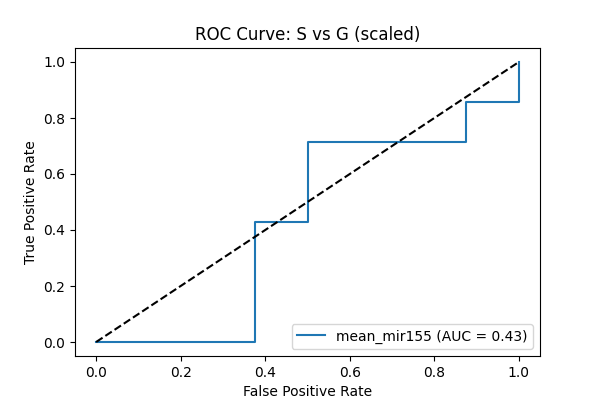 ROC Curve: S vs G (scaled)
True Positive Rate
1.0
0.8
0.6
0.4
0.2
0.0
mean_mir155 (AUC = 0.43)
0.0 0.2 0.4 0.6 0.8 1.0
False Positive Rate